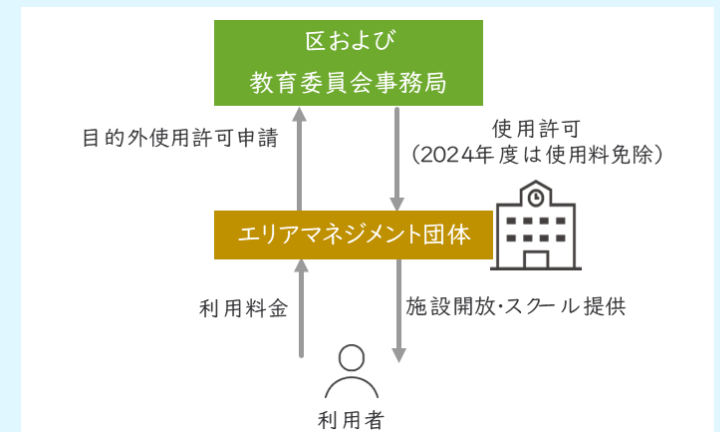 区および
教育委員会事務局
目的外使用許可申請
使用許可
（2024年度は使用料免除）
エリアマネジメント団体
利用料金
施設開放・スクール提供
利用者